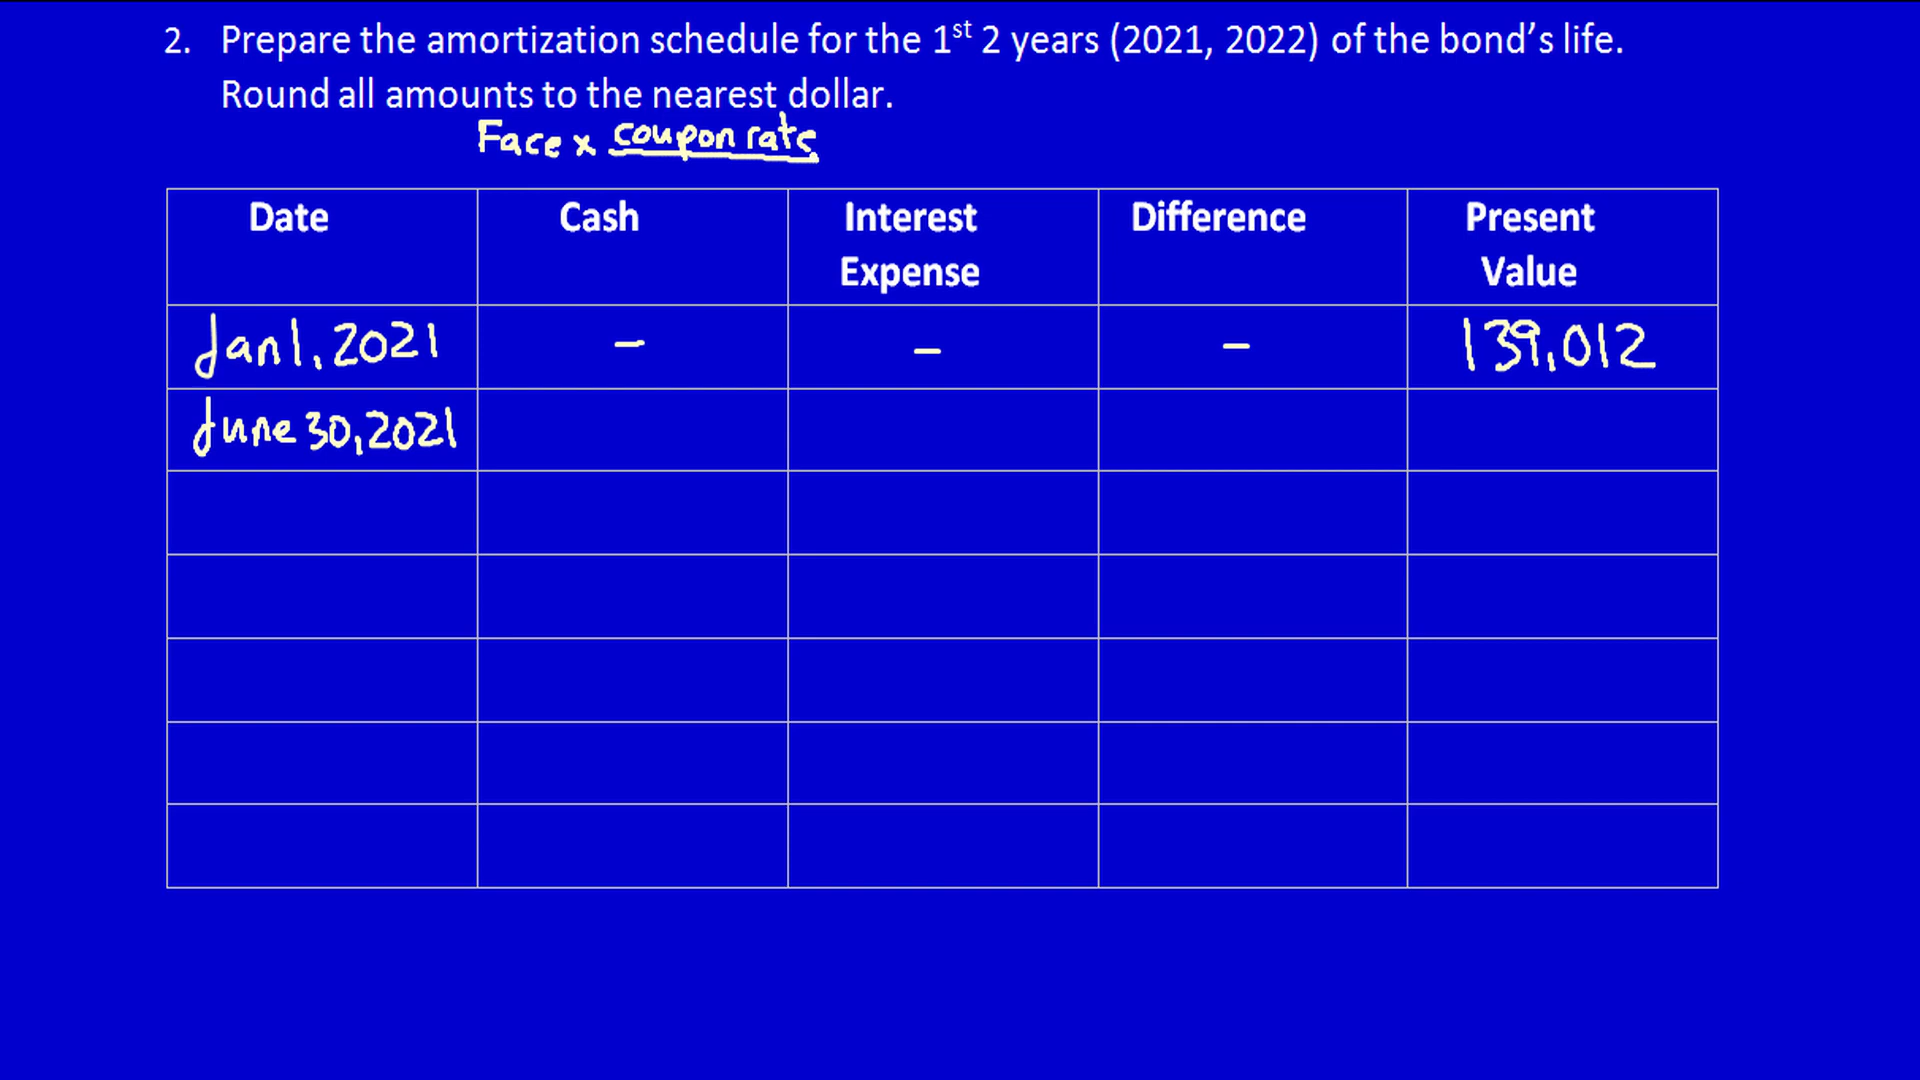 2. Prepare the amortization schedule for the 1st 2 years (2021, 2022) of the bond's life.
Round all amounts to the nearest dollar.
Face x coupon rate
Date Cash Interest Expense Difference Present Value
Jan 1, 2021 - - - 139,012
June 30, 2021